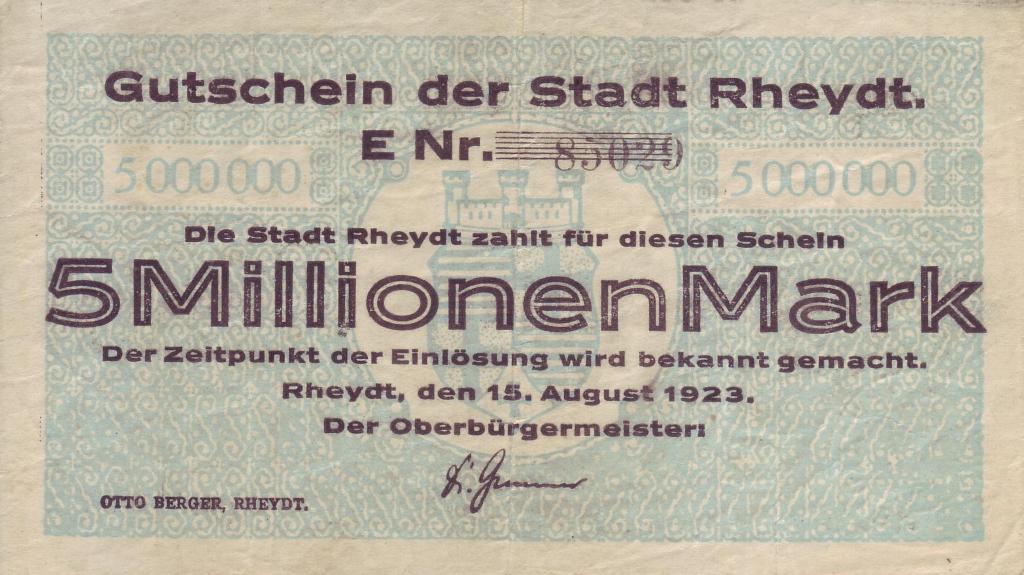 Gutschein der Stadt Rheydt.
E Nr. 85029
5 000 000
5 000 000
Die Stadt Rheydt zahlt für diesen Schein
5 Millionen Mark
Der Zeitpunkt der Einlösung wird bekannt gemacht.
Rheydt, den 15. August 1923.
Der Oberbürgermeister:
OTTO BERGER, RHEYDT.